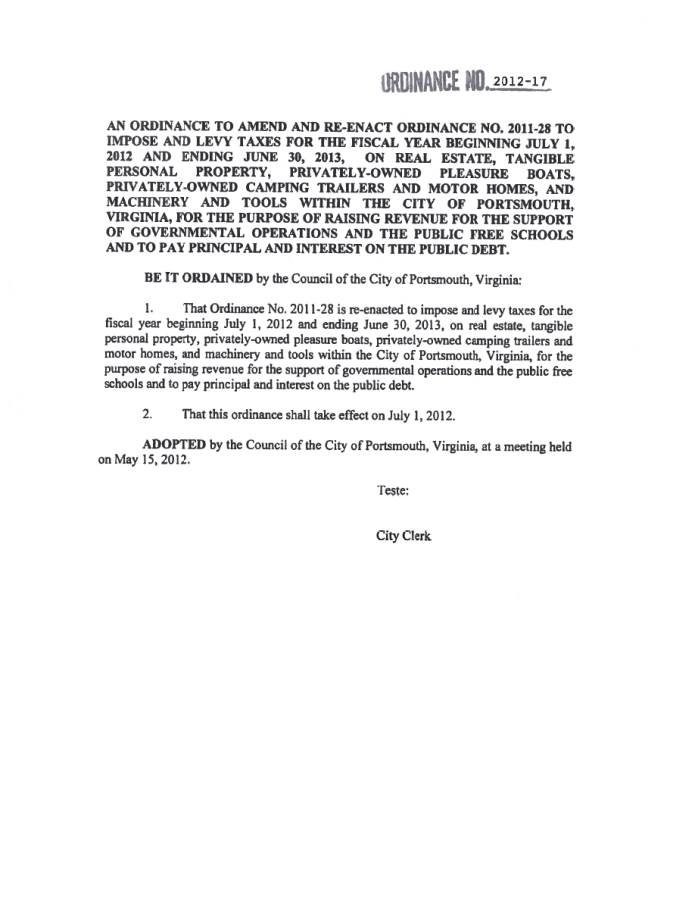 ORDINANCE NO. 2012-17
AN ORDINANCE TO AMEND AND RE-ENACT ORDINANCE NO. 2011-28 TO
IMPOSE AND LEVY TAXES FOR THE FISCAL YEAR BEGINNING JULY 1,
2012 AND ENDING JUNE 30, 2013, ON REAL ESTATE, TANGIBLE
PERSONAL PROPERTY, PRIVATELY-OWNED PLEASURE BOATS,
PRIVATELY-OWNED CAMPING TRAILERS AND MOTOR HOMES, AND
MACHINERY AND TOOLS WITHIN THE CITY OF PORTSMOUTH,
VIRGINIA, FOR THE PURPOSE OF RAISING REVENUE FOR THE SUPPORT
OF GOVERNMENTAL OPERATIONS AND THE PUBLIC FREE SCHOOLS
AND TO PAY PRINCIPAL AND INTEREST ON THE PUBLIC DEBT.
BE IT ORDAINED by the Council of the City of Portsmouth, Virginia:
1. That Ordinance No. 2011-28 is re-enacted to impose and levy taxes for the
fiscal year beginning July 1, 2012 and ending June 30, 2013, on real estate, tangible
personal property, privately-owned pleasure boats, privately-owned camping trailers and
motor homes, and machinery and tools within the City of Portsmouth, Virginia, for the
purpose of raising revenue for the support of governmental operations and the public free
schools and to pay principal and interest on the public debt.
2. That this ordinance shall take effect on July 1, 2012.
ADOPTED by the Council of the City of Portsmouth, Virginia, at a meeting held
on May 15, 2012.
Teste:
City Clerk